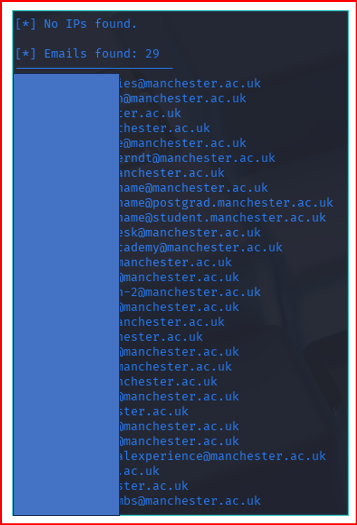 [*] No IPs found.
[*] Emails found: 29
ies@manchester.ac.uk
@manchester.ac.uk
ter.ac.uk
chester.ac.uk
e@manchester.ac.uk
erndt@manchester.ac.uk
anchester.ac.uk
name@manchester.ac.uk
name@postgrad.manchester.ac.uk
name@student.manchester.ac.uk
esk@manchester.ac.uk
cademy@manchester.ac.uk
manchester.ac.uk
@manchester.ac.uk
n-2@manchester.ac.uk
@manchester.ac.uk
anchester.ac.uk
chester.ac.uk
@manchester.ac.uk
manchester.ac.uk
nchester.ac.uk
@manchester.ac.uk
ster.ac.uk
@manchester.ac.uk
@manchester.ac.uk
alexperience@manchester.ac.uk
.ac.uk
ster.ac.uk
mbs@manchester.ac.uk